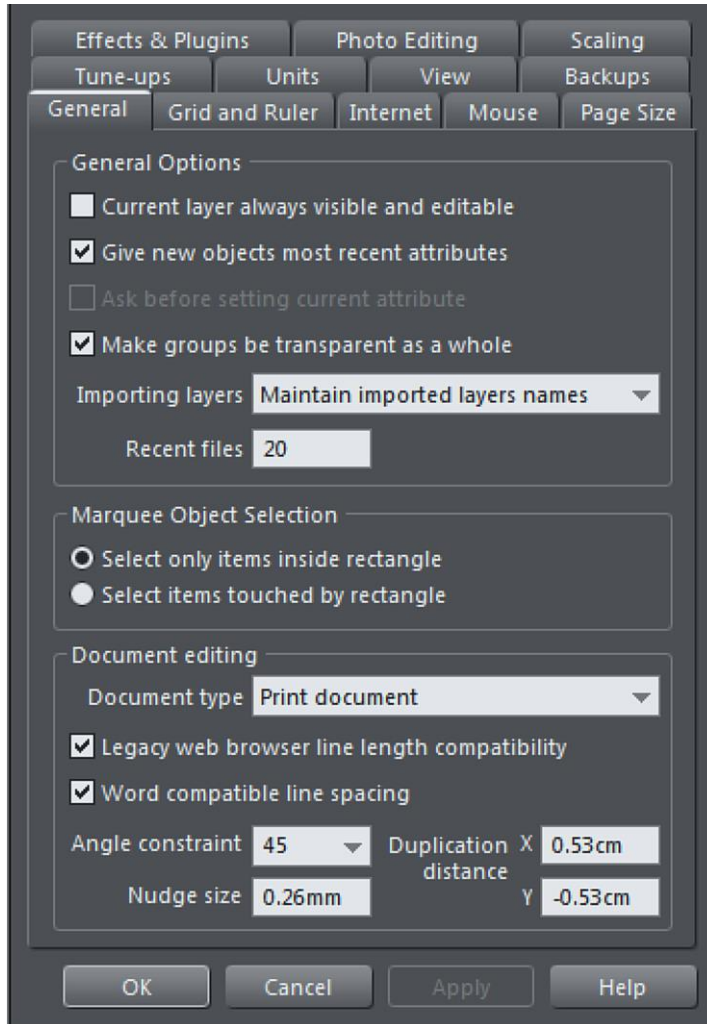 Effects & Plugins Photo Editing Scaling
Tune-ups Units View Backups
General Grid and Ruler Internet Mouse Page Size
General Options
Current layer always visible and editable
Give new objects most recent attributes
Ask before setting current attribute
Make groups be transparent as a whole
Importing layers Maintain imported layers names
Recent files 20
Marquee Object Selection
Select only items inside rectangle
Select items touched by rectangle
Document editing
Document type Print document
Legacy web browser line length compatibility
Word compatible line spacing
Angle constraint 45 Duplication X 0.53cm
distance
Nudge size 0.26mm Y -0.53cm
OK Cancel Apply Help